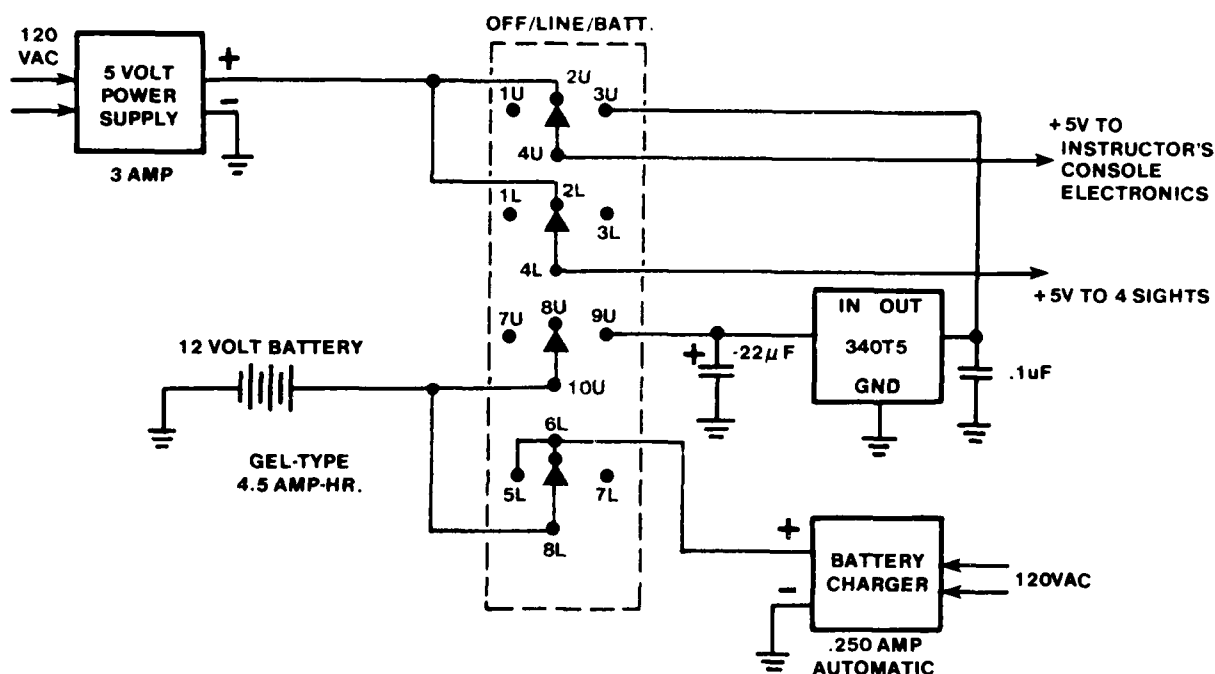 OFF/LINE/BATT.
120
VAC
5 VOLT
POWER
SUPPLY
+
-
3 AMP
1U
2U
3U
4U
+5V TO
INSTRUCTOR'S
CONSOLE
ELECTRONICS
1L
2L
3L
4L
+5V TO 4 SIGHTS
7U
8U
9U
10U
12 VOLT BATTERY
GEL-TYPE
4.5 AMP-HR.
+
-22µF
IN OUT
340T5
GND
.1uF
6L
5L
7L
8L
+
-
BATTERY
CHARGER
120VAC
.250 AMP
AUTOMATIC